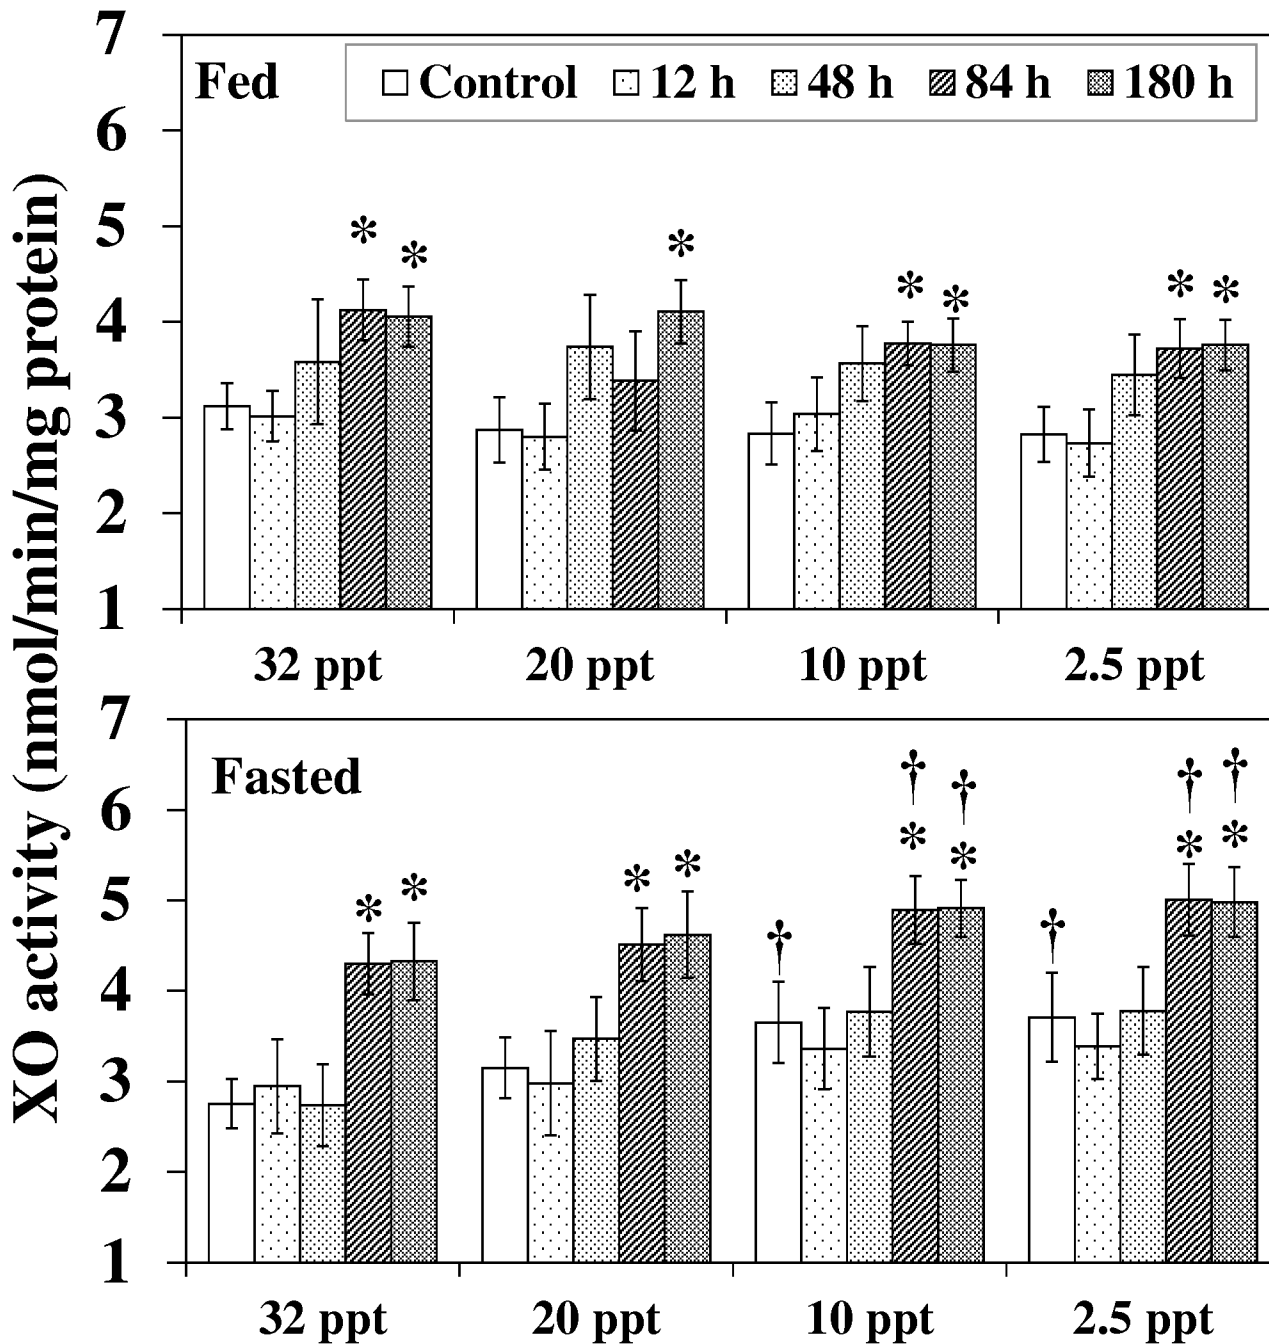 XO activity (nmol/min/mg protein)
Fed
Control 12 h 48 h 84 h 180 h
7
6
5
4
3
2
1
* * * * * * *
32 ppt 20 ppt 10 ppt 2.5 ppt
Fasted
7
6
5
4
3
2
1
† † † †
* * * * * * * *
† †
32 ppt 20 ppt 10 ppt 2.5 ppt